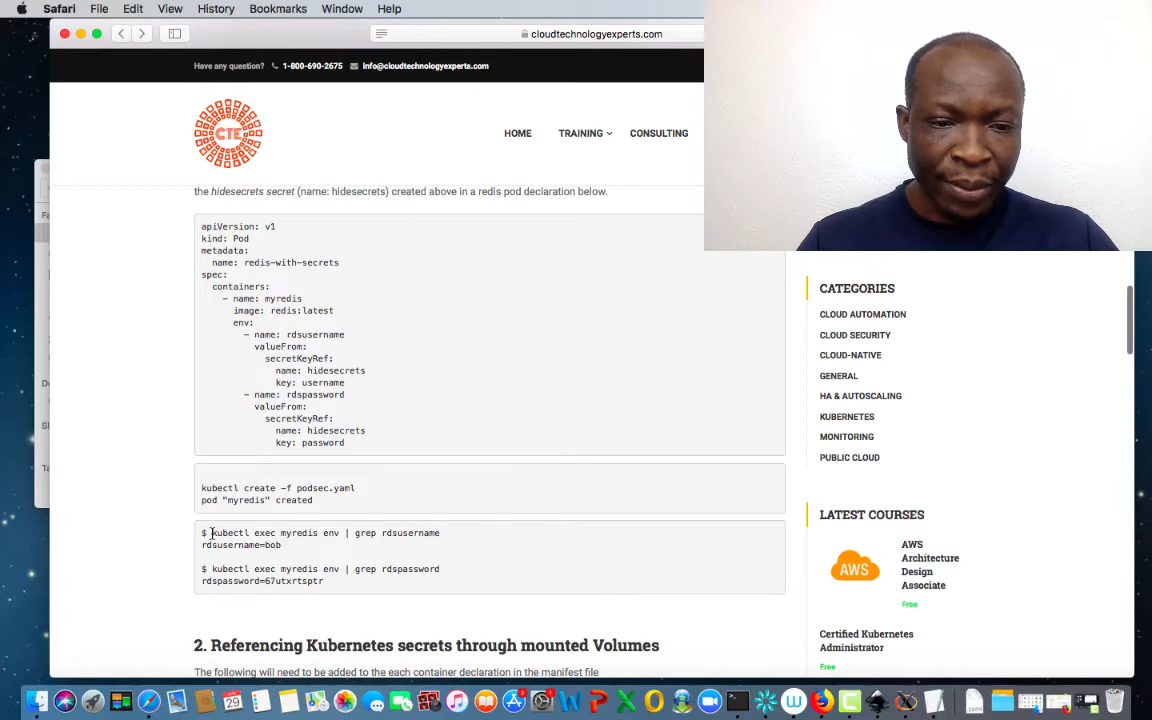 Safari File Edit View History Bookmarks Window Help
cloudtechnologyexperts.com
Have any question? 1-800-690-2675 info@cloudtechnologyexperts.com
CTE
HOME TRAINING CONSULTING
the hidesecrets secret (name: hidesecrets) created above in a redis pod declaration below.
apiVersion: v1
kind: Pod
metadata:
name: redis-with-secrets
spec:
containers:
- name: myredis
image: redis:latest
env:
- name: rdsusername
valueFrom:
secretKeyRef:
name: hidesecrets
key: username
- name: rdspassword
valueFrom:
secretKeyRef:
name: hidesecrets
key: password
kubectl create -f podsec.yaml
pod "myredis" created
$ kubectl exec myredis env | grep rdsusername
rdsusername=bob
$ kubectl exec myredis env | grep rdspassword
rdspassword=67utxrtsptr
2. Referencing Kubernetes secrets through mounted Volumes
The following will need to be added to the each container declaration in the manifest file
CATEGORIES
CLOUD AUTOMATION
CLOUD SECURITY
CLOUD-NATIVE
GENERAL
HA & AUTOSCALING
KUBERNETES
MONITORING
PUBLIC CLOUD
LATEST COURSES
AWS
AWS
Architecture
Design
Associate
Free
Certified Kubernetes
Administrator
Free
29